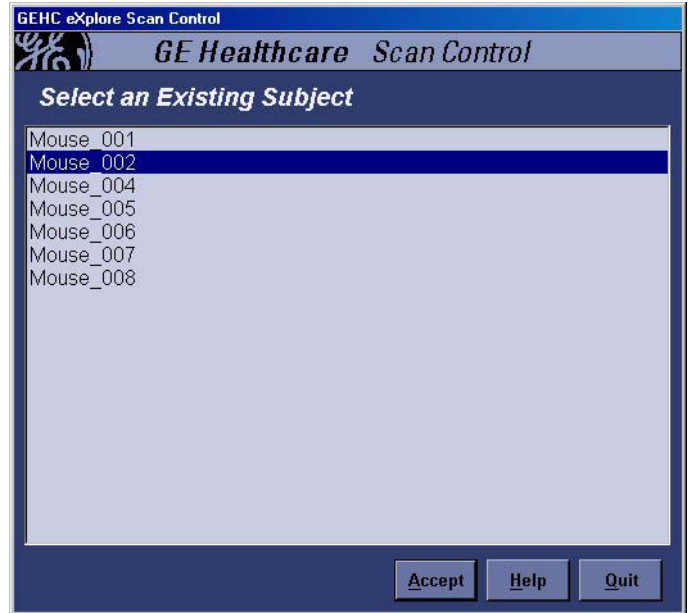 GEHC eXplore Scan Control
GE Healthcare Scan Control
Select an Existing Subject
Mouse_001
Mouse_002
Mouse_004
Mouse_005
Mouse_006
Mouse_007
Mouse_008
Accept Help Quit